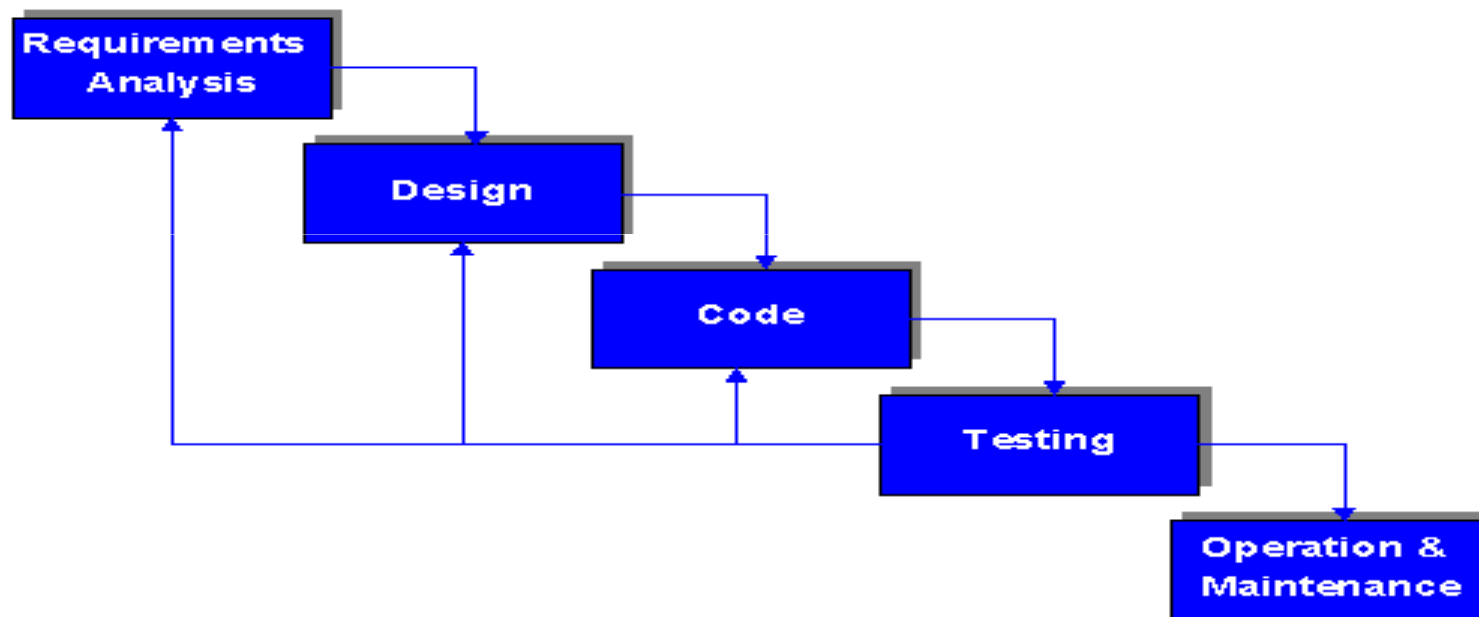 Requirements
Analysis
Design
Code
Testing
Operation &
Maintenance